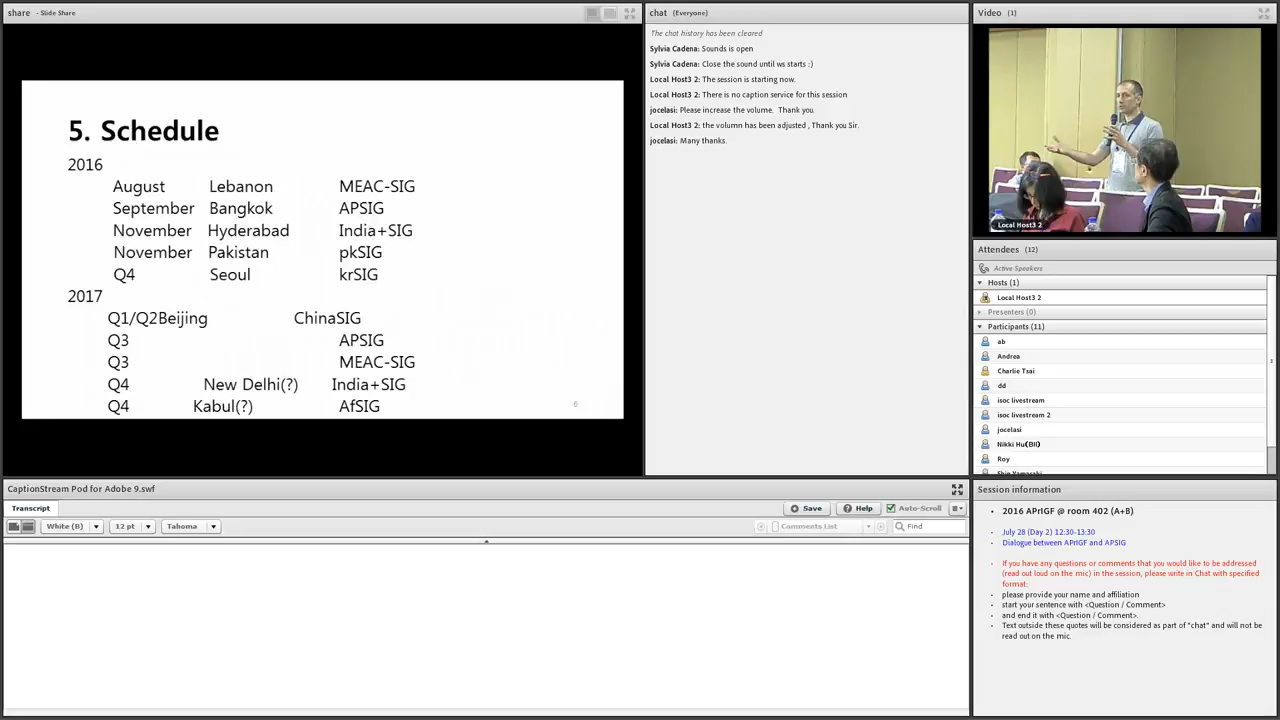 share - Slide Share
5. Schedule
2016
August Lebanon MEAC-SIG
September Bangkok APSIG
November Hyderabad India+SIG
November Pakistan pkSIG
Q4 Seoul krSIG
2017
Q1/Q2Beijing ChinaSIG
Q3 APSIG
Q3 MEAC-SIG
Q4 New Delhi(?) India+SIG
Q4 Kabul(?) AfSIG
6
chat (Everyone)
The chat history has been cleared
Sylvia Cadena: Sounds is open
Sylvia Cadena: Close the sound until ws starts :)
Local Host3 2: The session is starting now.
Local Host3 2: There is no caption service for this session
jocelasi: Please increase the volume. Thank you
Local Host3 2: the volumn has been adjusted , Thank you Sir.
jocelasi: Many thanks.
Video (1)
Local Host3 2
Attendees (12)
Active Speakers
Hosts (1)
Local Host3 2
Presenters (0)
Participants (11)
ab
Andrea
Charlie Tsai
dd
isoc livestream
isoc livestream 2
jocelasi
Nikki Hu(BII)
Roy
Shin Yamasaki
CaptionStream Pod for Adobe 9.swf
Transcript
Save Help Auto-Scroll
White (B) 12 pt Tahoma Comments List Find
Session information
2016 APrIGF @ room 402 (A+B)
July 28 (Day 2) 12:30-13:30
Dialogue between APrIGF and APSIG
If you have any questions or comments that you would like to be addressed
(read out loud on the mic) in the session, please write in Chat with specified
format:
please provide your name and affiliation
start your sentence with <Question / Comment>
and end it with <Question / Comment>.
Text outside these quotes will be considered as part of "chat" and will not be
read out on the mic.